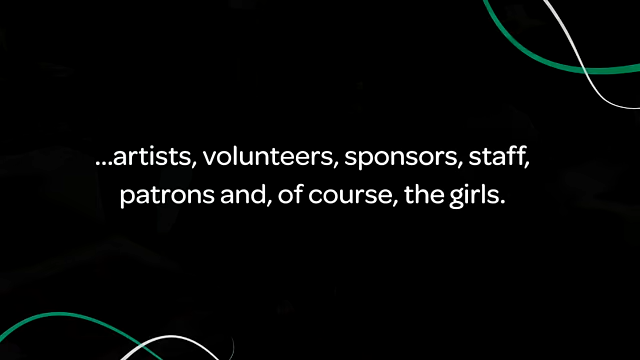 ...artists, volunteers, sponsors, staff,
patrons and, of course, the girls.